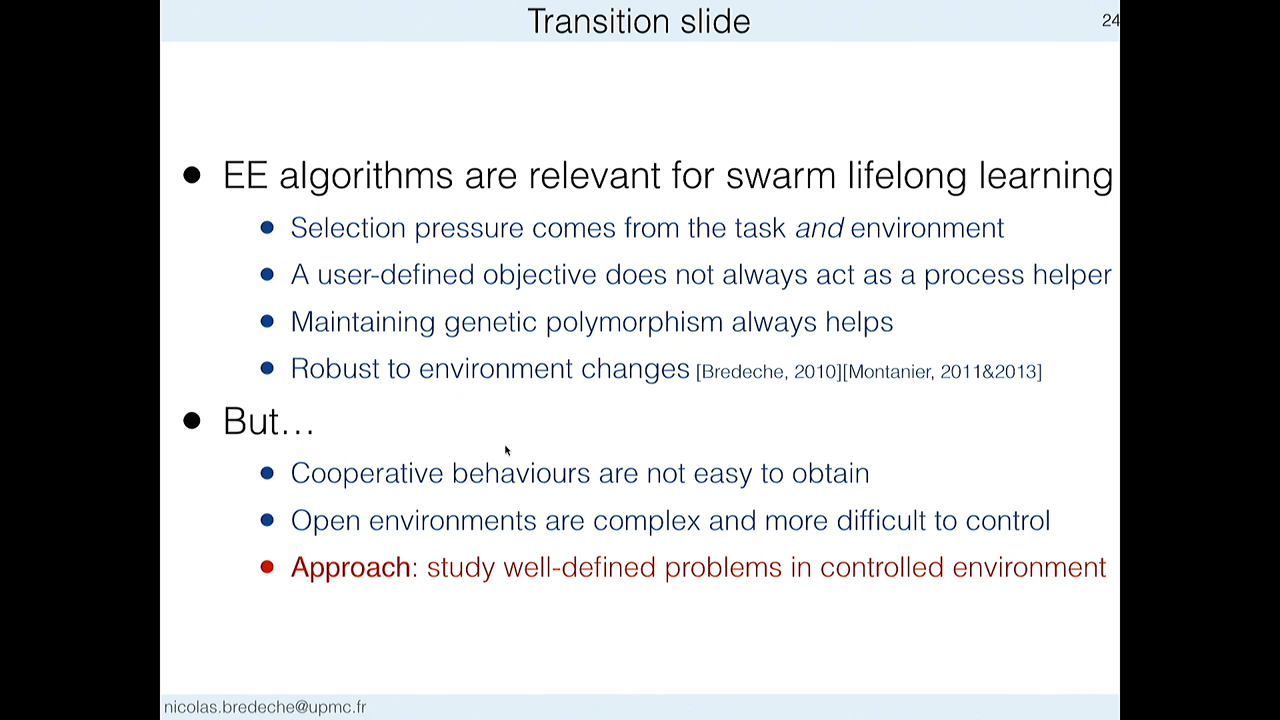 Transition slide
24
• EE algorithms are relevant for swarm lifelong learning
• Selection pressure comes from the task and environment
• A user-defined objective does not always act as a process helper
• Maintaining genetic polymorphism always helps
• Robust to environment changes [Bredeche, 2010][Montanier, 2011&2013]
• But…
• Cooperative behaviours are not easy to obtain
• Open environments are complex and more difficult to control
• Approach: study well-defined problems in controlled environment
nicolas.bredeche@upmc.fr